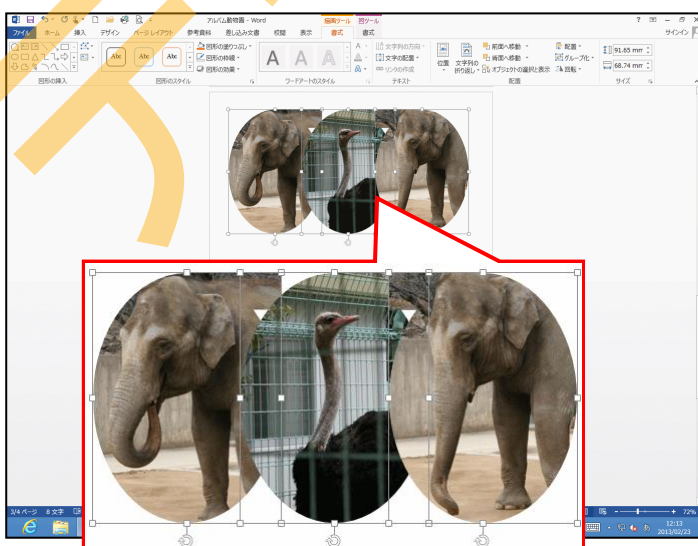 アルバム動物園 - Word
描画ツール 図ツール
ファイル ホーム 挿入 デザイン ページ レイアウト 参考資料 差し込み文書 校閲 表示 書式 書式
サインイン
Abc Abc Abc
図形の塗りつぶし
図形の枠線
図形の効果
A A A
文字列の方向
文字の配置
リンクの作成
位置 文字列の折り返し
前面へ移動
背面へ移動
オブジェクトの選択と表示
配置
グループ化
回転
91.65 mm
68.74 mm
図形の挿入 図形のスタイル ワードアートのスタイル テキスト 配置 サイズ
3/4 ページ 8 文字
72%
あ
12:13
2013/02/23